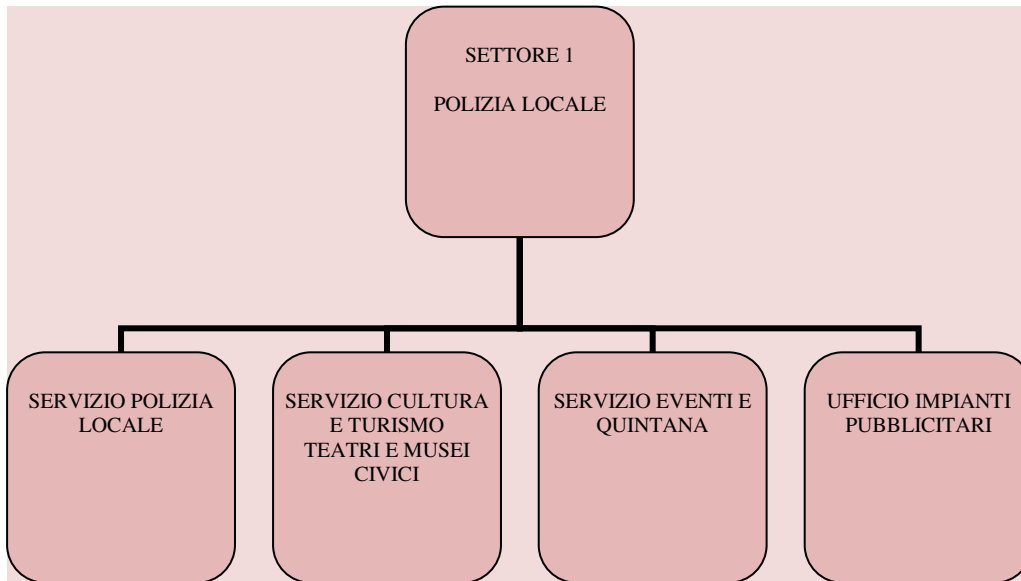 SETTORE 1
POLIZIA LOCALE
SERVIZIO POLIZIA
LOCALE
SERVIZIO CULTURA
E TURISMO
TEATRI E MUSEI
CIVICI
SERVIZIO EVENTI E
QUINTANA
UFFICIO IMPIANTI
PUBBLICITARI